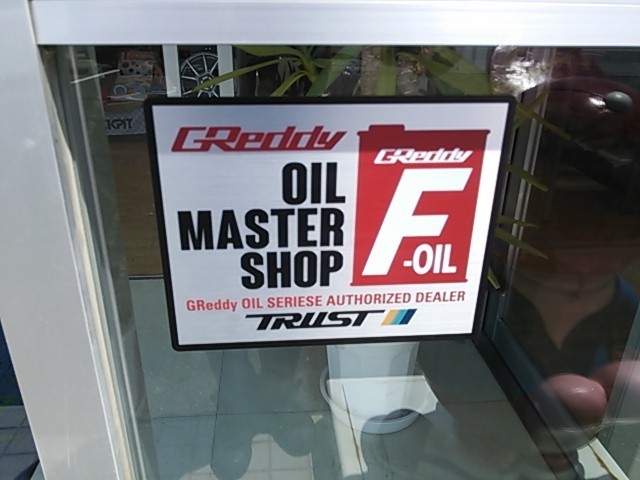 GReddy
OIL
MASTER
SHOP
GReddy
F-OIL
GReddy OIL SERIESE AUTHORIZED DEALER
TRUST